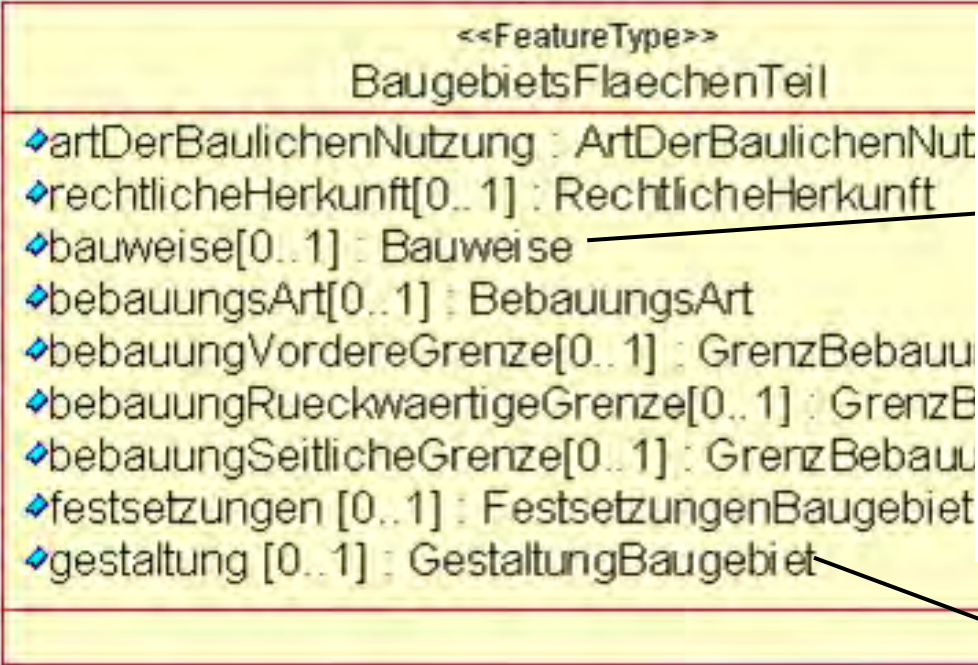 <<FeatureType>>
BaugebietsFlaechenTeil
artDerBaulichenNutzung : ArtDerBaulichenNut
rechtlicheHerkunft[0..1] : RechtlicheHerkunft
bauweise[0..1] : Bauweise
bebauungsArt[0..1] : BebauungsArt
bebauungVordereGrenze[0..1] : GrenzBebauu
bebauungRueckwaertigeGrenze[0..1] : GrenzB
bebauungSeitlicheGrenze[0..1] : GrenzBebauu
festsetzungen [0..1] : FestsetzungenBaugebiet
gestaltung [0..1] : GestaltungBaugebiet